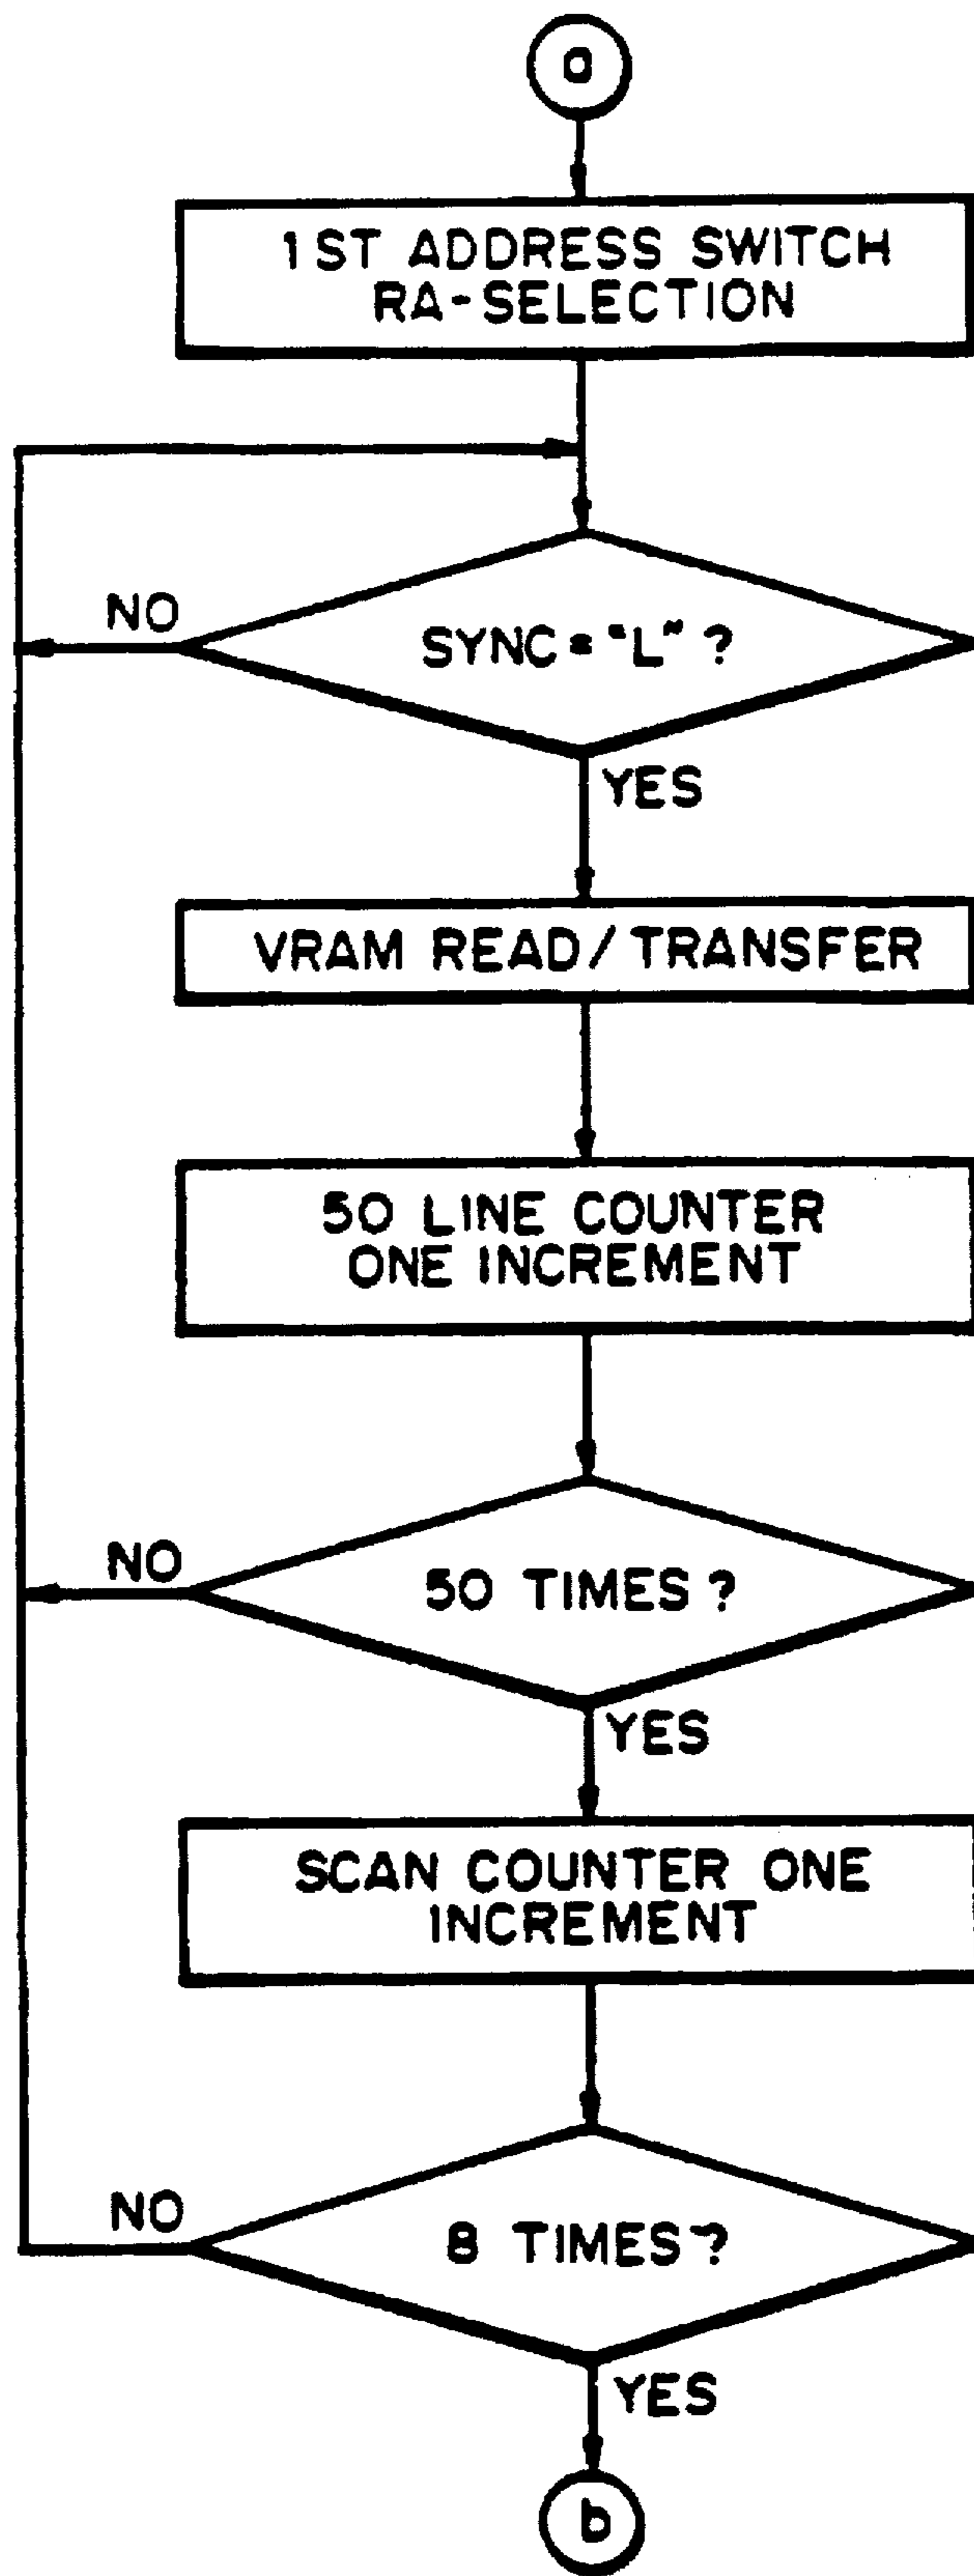 a
1ST ADDRESS SWITCH
RA-SELECTION
NO
SYNC = "L" ?
YES
VRAM READ/TRANSFER
50 LINE COUNTER
ONE INCREMENT
NO
50 TIMES ?
YES
SCAN COUNTER ONE
INCREMENT
NO
8 TIMES ?
YES
b